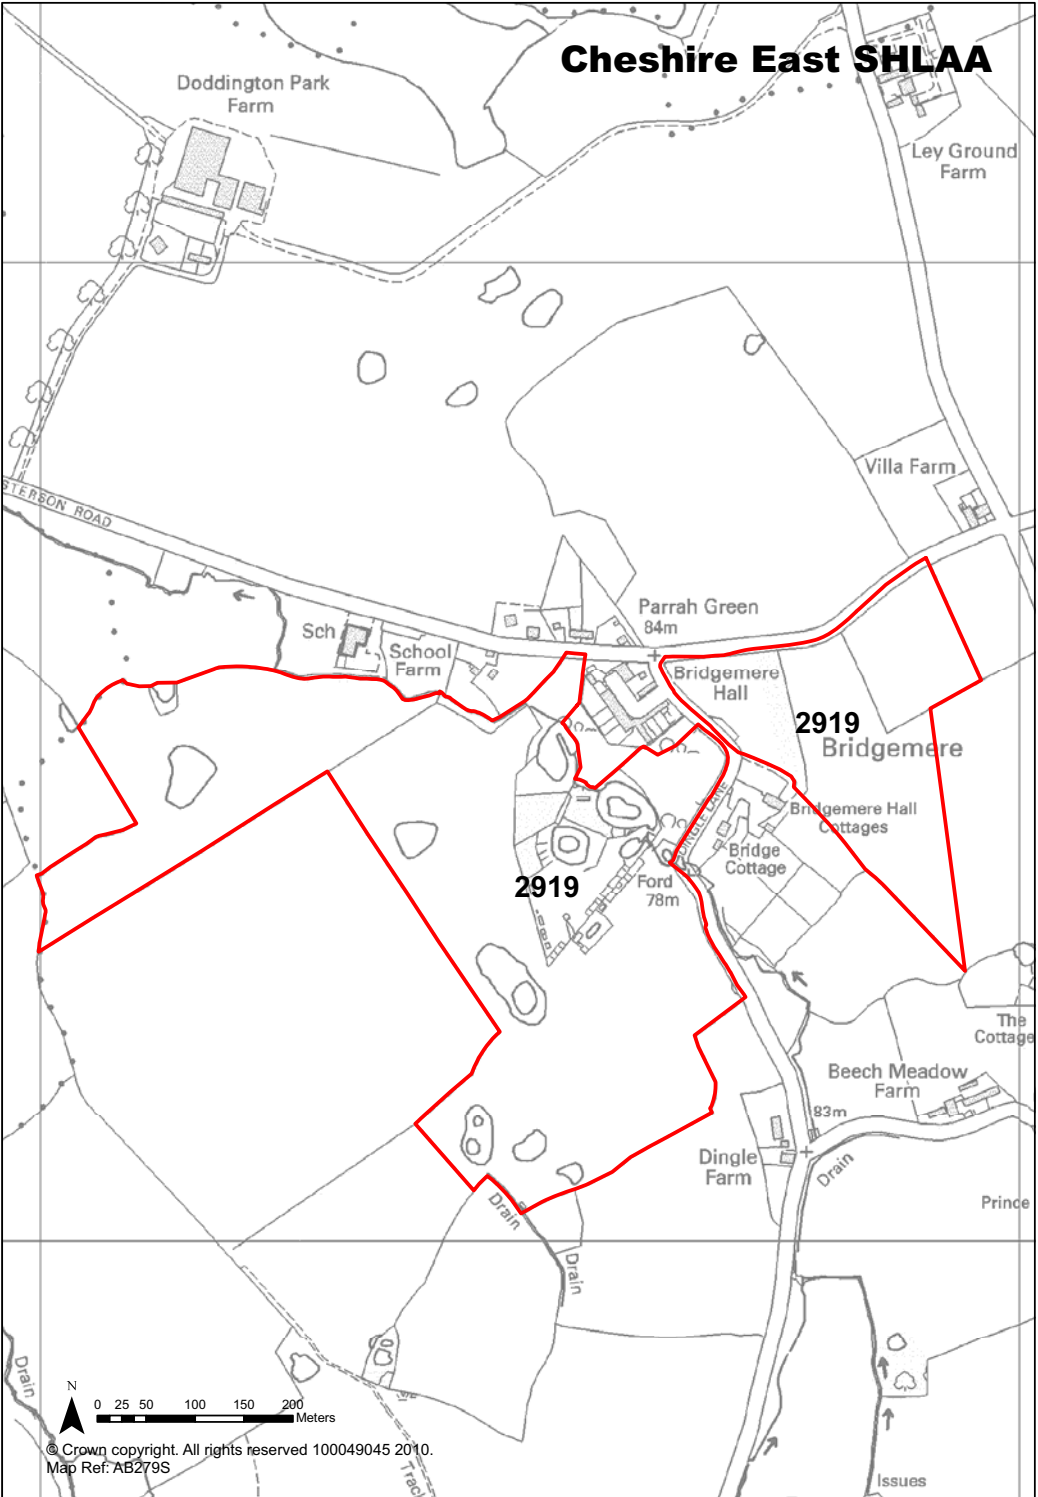 Cheshire East SHLAA
Doddington Park
Farm
Ley Ground
Farm
Villa Farm
STERSON ROAD
Parrah Green
84m
Sch
School
Farm
Bridgemere
Hall
2919
Bridgemere
DINGLE LANE
Bridgemere Hall
Cottages
Bridge
Cottage
2919
Ford
78m
The
Cottage
Beech Meadow
Farm
83m
Dingle
Farm
Drain
Prince
Drain
Drain
Drain
N
0 25 50 100 150 200
Meters
© Crown copyright. All rights reserved 100049045 2010.
Map Ref: AB279S
Track
Issues